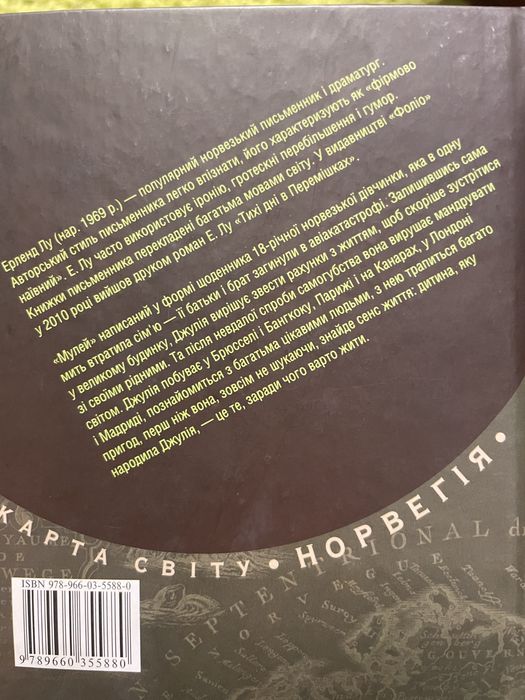 Ерленд Лу (нар. 1969 р.) — популярний норвезький письменник і драматург.
Авторський стиль письменника легко впізнати, його характеризують як «фірмово
наївний». Е. Лу часто використовує іронію, гротескні перебільшення і гумор.
Книжки письменника перекладені багатьма мовами світу. У видавництві «Фоліо»
у 2010 році вийшов друком роман Е. Лу «Тихі дні в Перемішках».
«Мулей» написаний у формі щоденника 18-річної норвезької дівчинки, яка в одну
мить втратила сім'ю — її батьки і брат загинули в авіакатастрофі. Залишившись сама
у великому будинку, Джулія вирішує звести рахунки з життям, щоб скоріше зустрітися
зі своїми рідними. Та після невдалої спроби самогубства вона вирушає мандрувати
світом. Джулія побуває у Брюсселі і Бангкоку, Парижі і на Канарах, у Лондоні
і Мадриді, познайомиться з багатьма цікавими людьми, з нею трапиться багато
пригод, перш ніж вона, зовсім не шукаючи, знайде сенс життя: дитина, яку
народила Джулія, — це те, заради чого варто жити.
КАРТА СВІТУ • НОРВЕГІЯ •
SEPTENTRIONAL
ORVEGUE
ISBN 978-966-03-5588-0
9 789660 355880